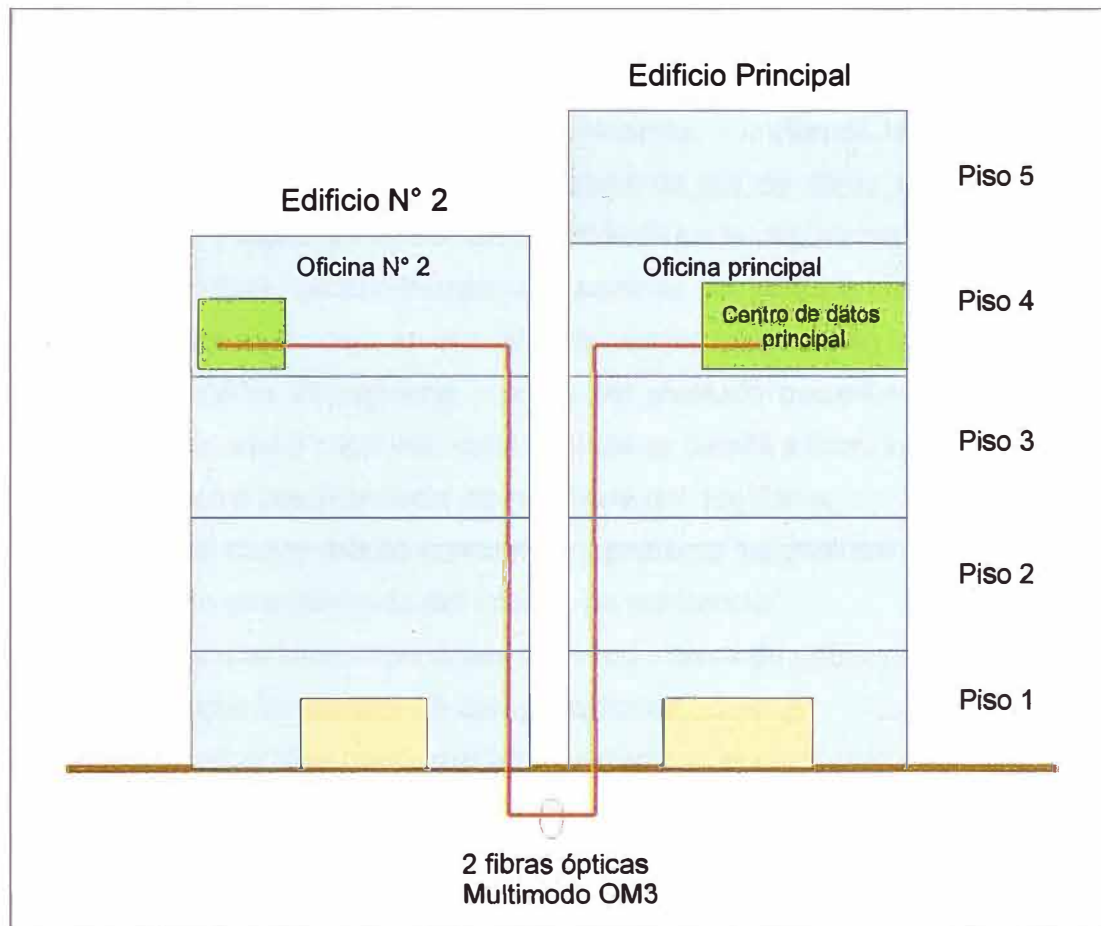 Edificio Principal
Piso 5
Edificio N° 2
Oficina N° 2
Oficina principal
Piso 4
Centro de datos
principal
Piso 3
Piso 2
Piso 1
2 fibras ópticas
Multimodo OM3